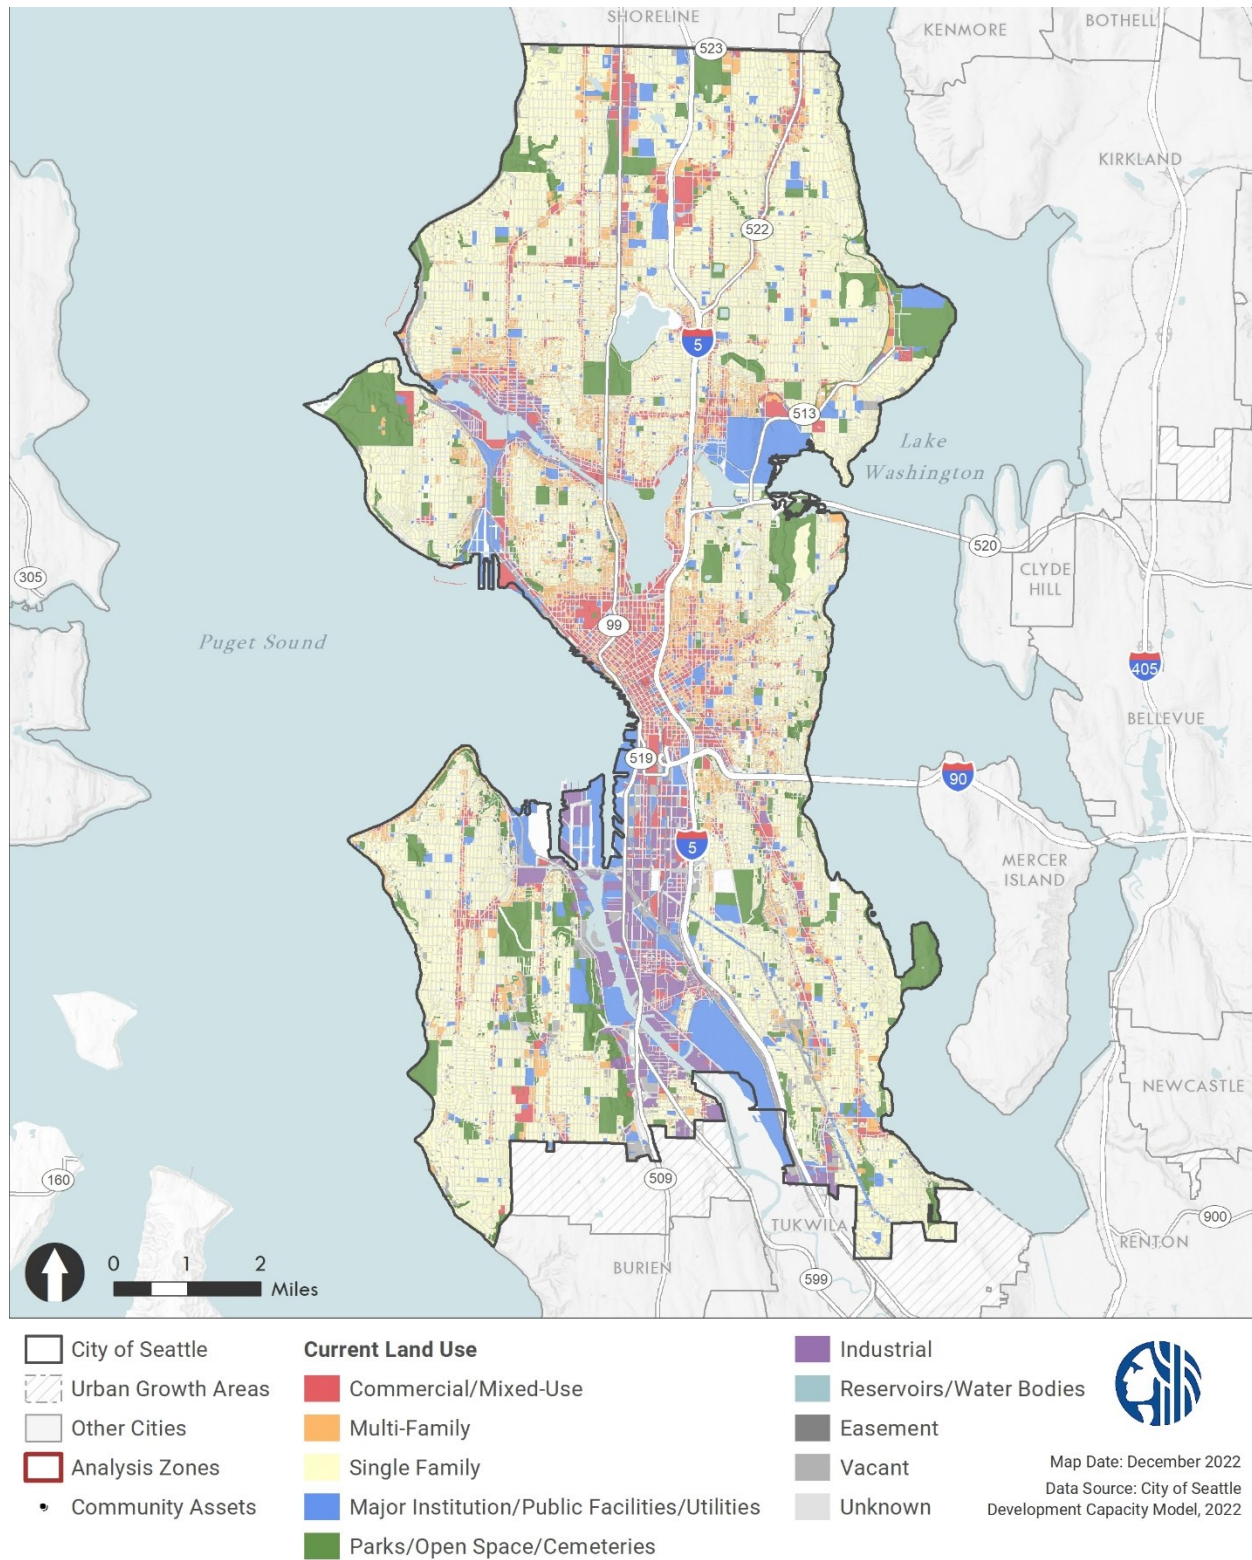 SHORELINE
KENMORE
BOTHELL
523
KIRKLAND
522
5
513
Lake
Washington
520
305
CLYDE
HILL
99
Puget Sound
405
BELLEVUE
519
90
5
MERCER
ISLAND
NEWCASTLE
160
509
900
TUKWILA
RENTON
BURIEN
599
0 1 2
Miles
City of Seattle
Urban Growth Areas
Other Cities
Analysis Zones
Community Assets
Current Land Use
Commercial/Mixed-Use
Multi-Family
Single Family
Major Institution/Public Facilities/Utilities
Parks/Open Space/Cemeteries
Industrial
Reservoirs/Water Bodies
Easement
Vacant
Unknown
Map Date: December 2022
Data Source: City of Seattle
Development Capacity Model, 2022